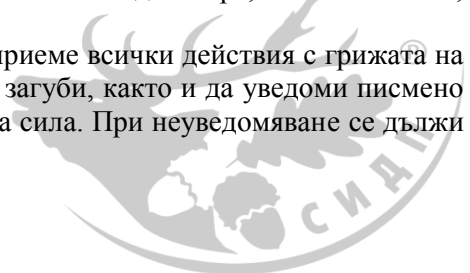 приеме всички действия с грижата на
загуби, както и да уведоми писмено
а сила. При неуведомяване се дължи
®
СИДП